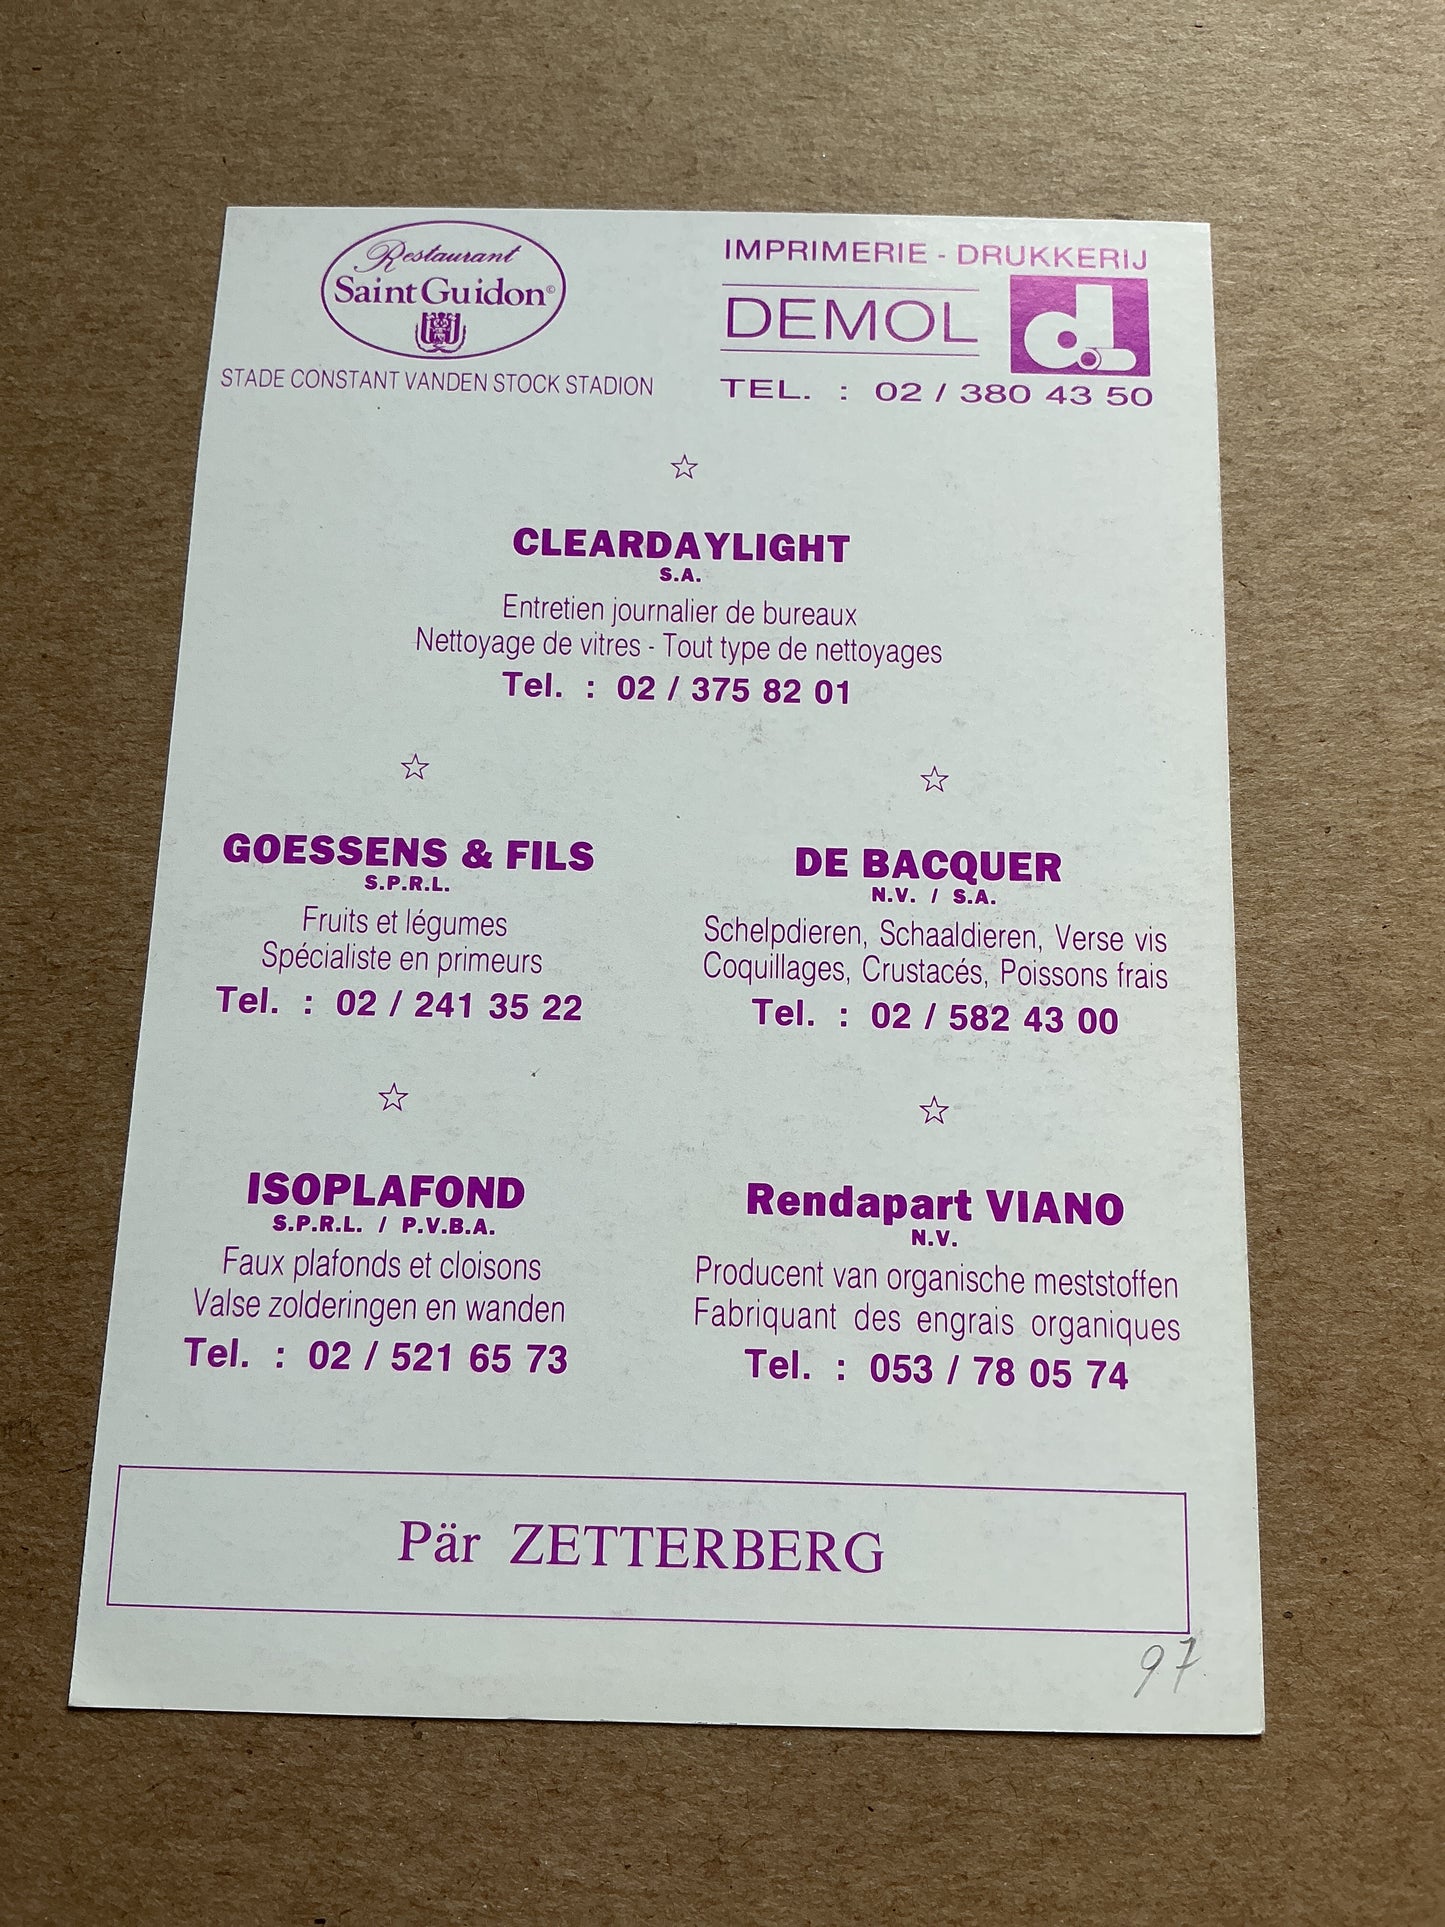 Restaurant
Saint Guidon©
STADE CONSTANT VANDEN STOCK STADION
IMPRIMERIE - DRUKKERIJ
DEMOL
TEL. : 02 / 380 43 50
CLEARDAYLIGHT
S.A.
Entretien journalier de bureaux
Nettoyage de vitres - Tout type de nettoyages
Tel. : 02 / 375 82 01
GOESSENS & FILS
S.P.R.L.
Fruits et légumes
Spécialiste en primeurs
Tel. : 02 / 241 35 22
DE BACQUER
N.V. / S.A.
Schelpdieren, Schaaldieren, Verse vis
Coquillages, Crustacés, Poissons frais
Tel. : 02 / 582 43 00
ISOPLAFOND
S.P.R.L. / P.V.B.A.
Faux plafonds et cloisons
Valse zolderingen en wanden
Tel. : 02 / 521 65 73
Rendapart VIANO
N.V.
Producent van organische meststoffen
Fabriquant des engrais organiques
Tel. : 053 / 78 05 74
Pär ZETTERBERG
97